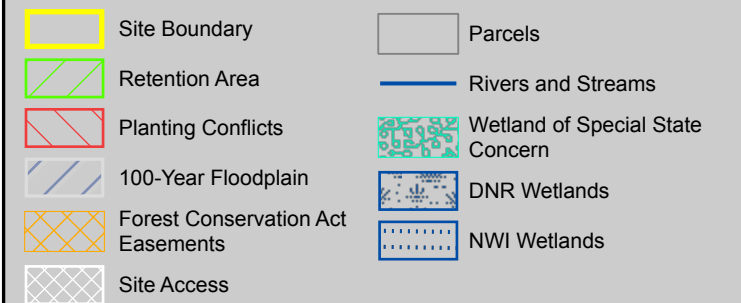 Site Boundary
Retention Area
Planting Conflicts
100-Year Floodplain
Forest Conservation Act
Easements
Site Access
Parcels
Rivers and Streams
Wetland of Special State
Concern
DNR Wetlands
NWI Wetlands